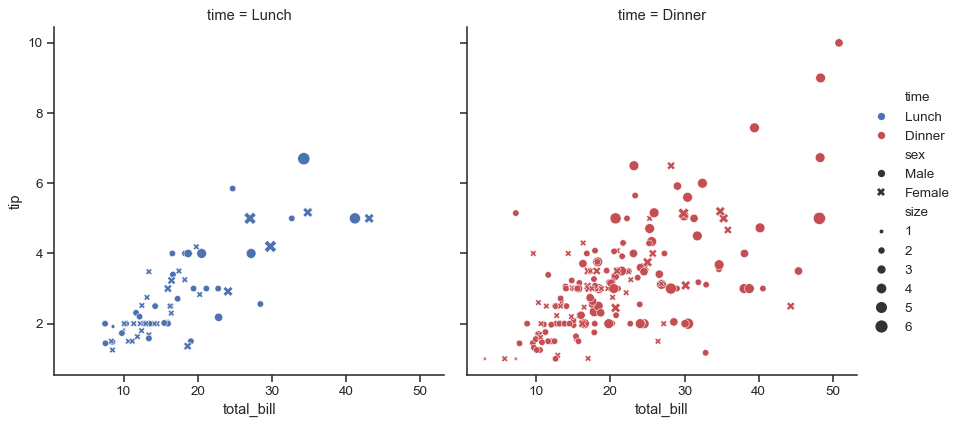 time = Lunch
time = Dinner
10
8
6
4
2
tip
10
20
30
40
50
total_bill
10
20
30
40
50
total_bill
time
Lunch
Dinner
sex
Male
Female
size
1
2
3
4
5
6